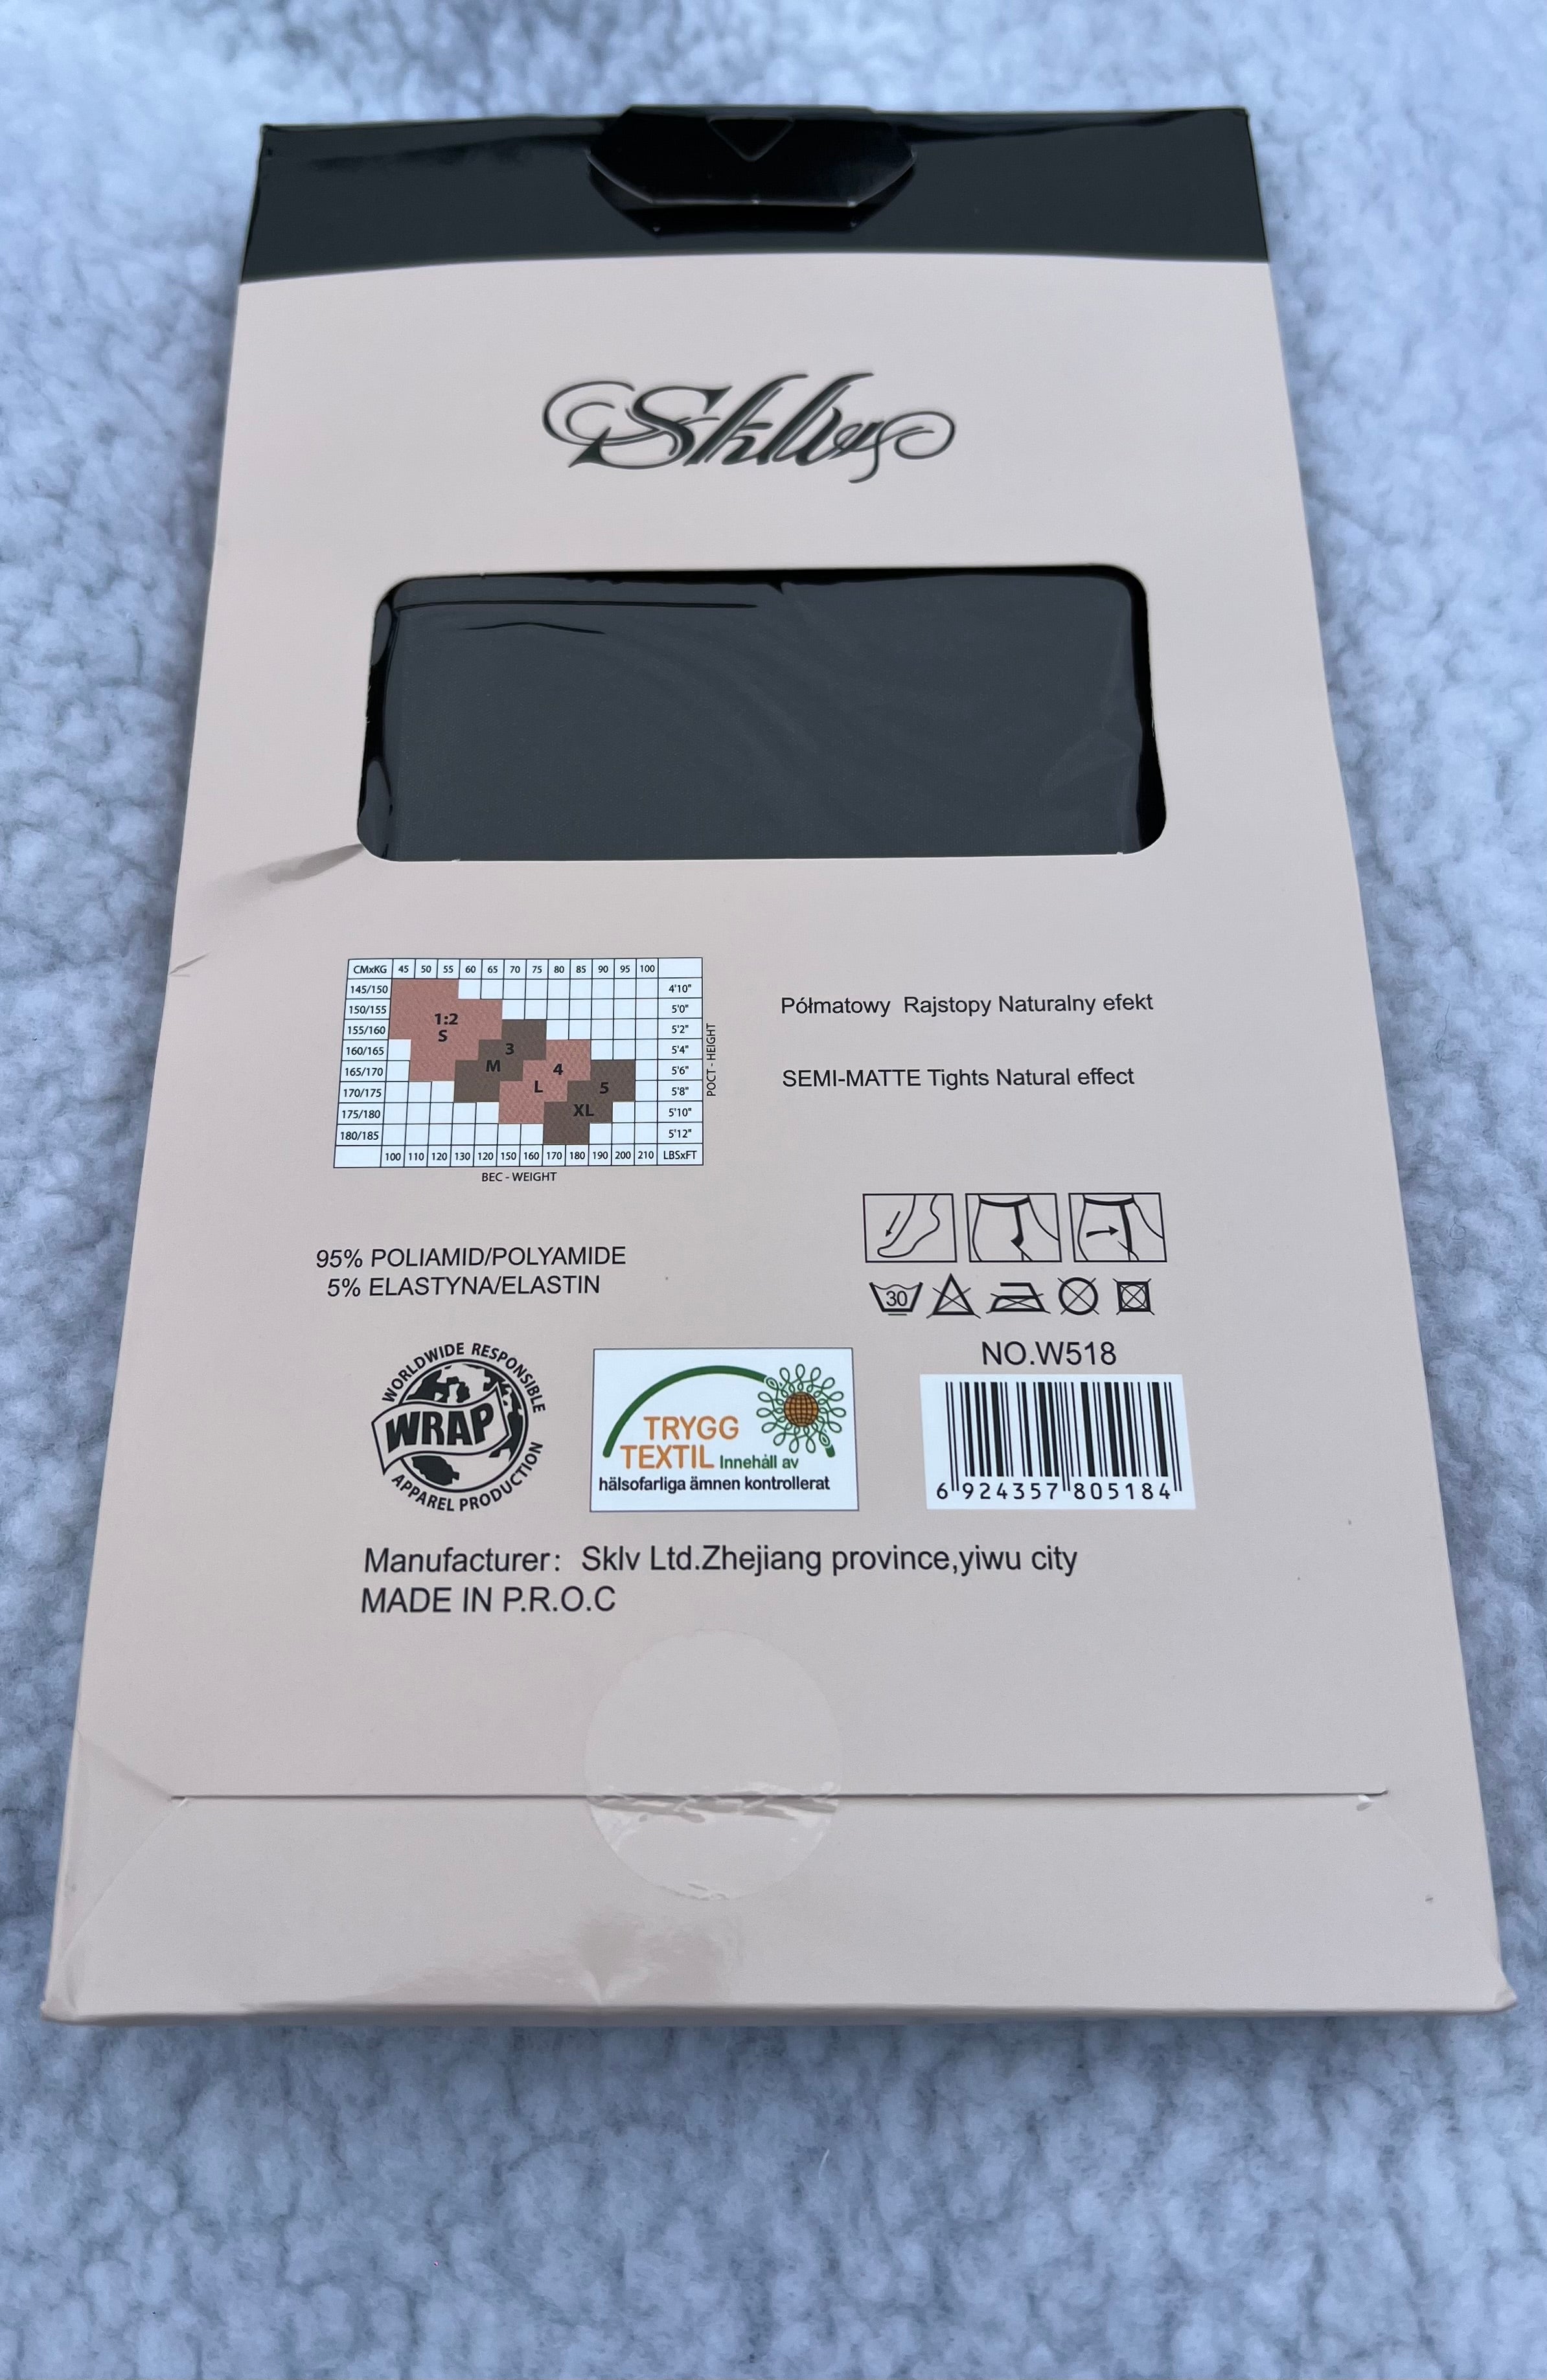 Sklv
CMxKG 45 50 55 60 65 70 75 80 85 90 95 100
145/150 4'10"
150/155 5'0"
155/160 1:2 S 5'2"
160/165 3 5'4"
165/170 M 4 5'6"
170/175 L 5 5'8"
175/180 XL 5'10"
180/185 5'12"
100 110 120 130 120 150 160 170 180 190 200 210 LBSxFT
BEC - WEIGHT
POCT - HEIGHT
Półmatowy Rajstopy Naturalny efekt
SEMI-MATTE Tights Natural effect
95% POLIAMID/POLYAMIDE
5% ELASTYNA/ELASTIN
30
WORLDWIDE RESPONSIBLE
WRAP
APPAREL PRODUCTION
TRYGG
TEXTIL Innehåll av
hälsofarliga ämnen kontrollerat
NO.W518
6 924357 805184
Manufacturer: Sklv Ltd.Zhejiang province,yiwu city
MADE IN P.R.O.C